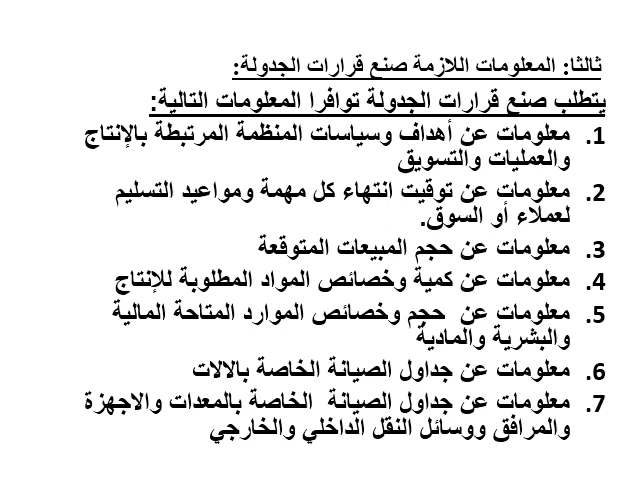 ثالثا: المعلومات اللازمة صنع قرارات الجدولة:
يتطلب صنع قرارات الجدولة توافرا المعلومات التالية:
1. معلومات عن أهداف وسياسات المنظمة المرتبطة بالإنتاج
والعمليات والتسويق
2. معلومات عن توقيت انتهاء كل مهمة ومواعيد التسليم
لعملاء أو السوق.
3. معلومات عن حجم المبيعات المتوقعة
4. معلومات عن كمية وخصائص المواد المطلوبة للإنتاج
5. معلومات عن حجم وخصائص الموارد المتاحة المالية
والبشرية والمادية
6. معلومات عن جداول الصيانة الخاصة بالالات
7. معلومات عن جداول الصيانة الخاصة بالمعدات والاجهزة
والمرافق ووسائل النقل الداخلي والخارجي